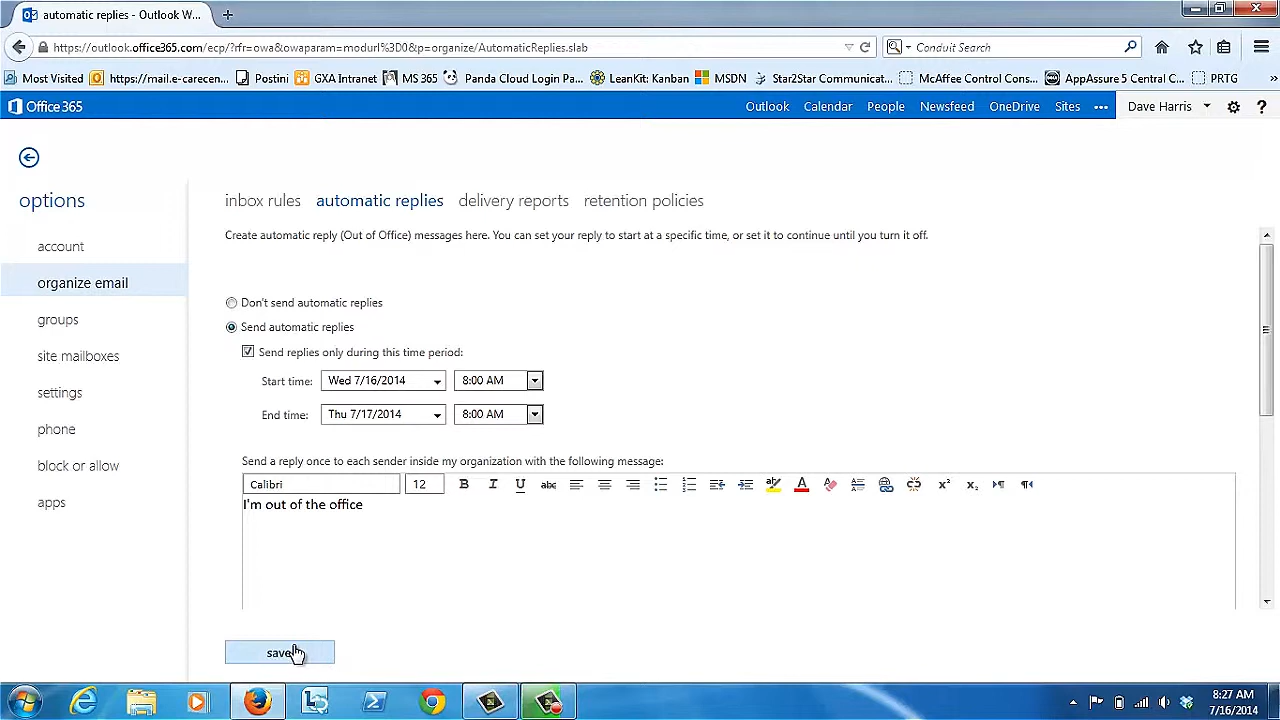 automatic replies - Outlook W...
https://outlook.office365.com/ecp/?rfr=owa&owaparam=modurl%3D0&p=organize/AutomaticReplies.slab
Conduit Search
Most Visited https://mail.e-carecen... Postini GXA Intranet MS 365 Panda Cloud Login Pa... LeanKit: Kanban MSDN Star2Star Communicat... McAfee Control Cons... AppAssure 5 Central C... PRTG »
Office 365 Outlook Calendar People Newsfeed OneDrive Sites ... Dave Harris ?
options
account
organize email
groups
site mailboxes
settings
phone
block or allow
apps
inbox rules automatic replies delivery reports retention policies
Create automatic reply (Out of Office) messages here. You can set your reply to start at a specific time, or set it to continue until you turn it off.
Don't send automatic replies
Send automatic replies
Send replies only during this time period:
Start time: Wed 7/16/2014 8:00 AM
End time: Thu 7/17/2014 8:00 AM
Send a reply once to each sender inside my organization with the following message:
Calibri 12 B I U abc A x² x₂
I'm out of the office
save
8:27 AM
7/16/2014